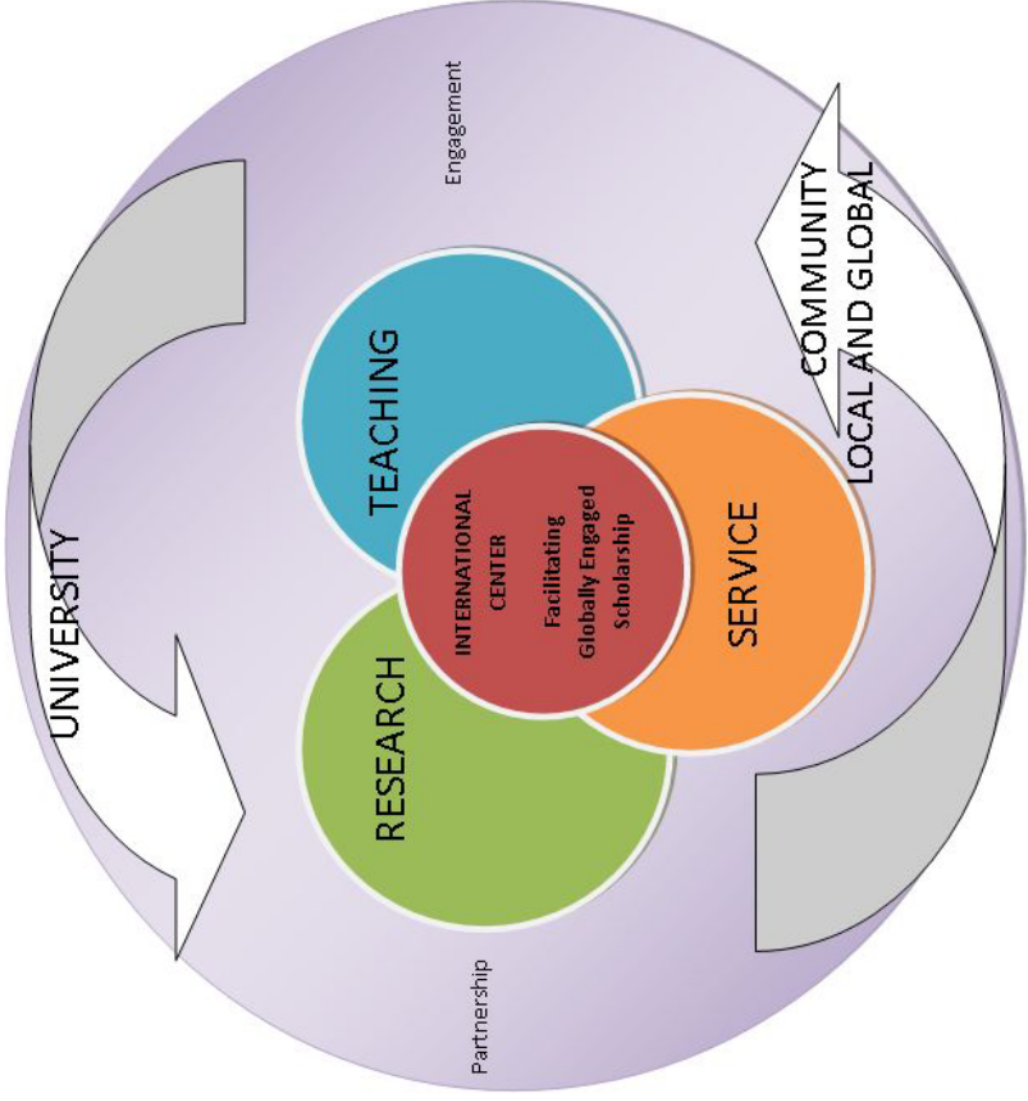 Engagement
UNIVERSITY
TEACHING
RESEARCH
INTERNATIONAL
CENTER
Facilitating
Globally Engaged
Scholarship
SERVICE
COMMUNITY
LOCAL AND GLOBAL
Partnership